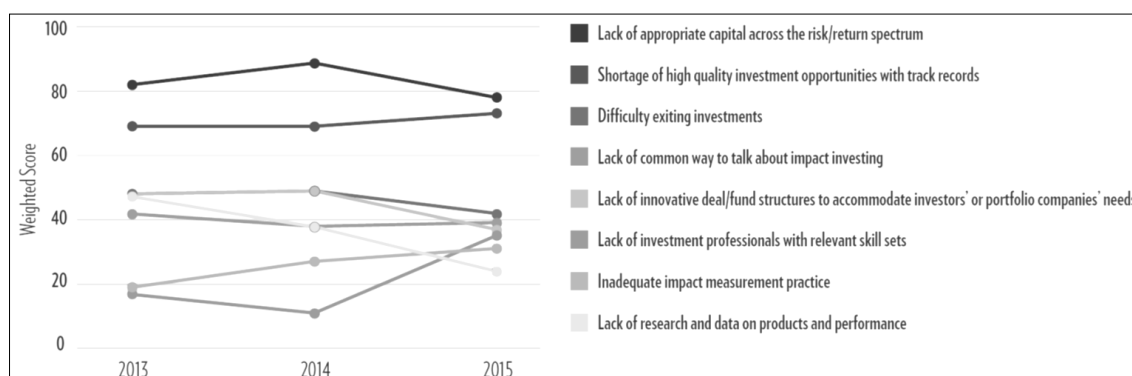 100
80
60
40
20
0
Weighted Score
2013
2014
2015
Lack of appropriate capital across the risk/return spectrum
Shortage of high quality investment opportunities with track records
Difficulty exiting investments
Lack of common way to talk about impact investing
Lack of innovative deal/fund structures to accommodate investors' or portfolio companies' needs
Lack of investment professionals with relevant skill sets
Inadequate impact measurement practice
Lack of research and data on products and performance